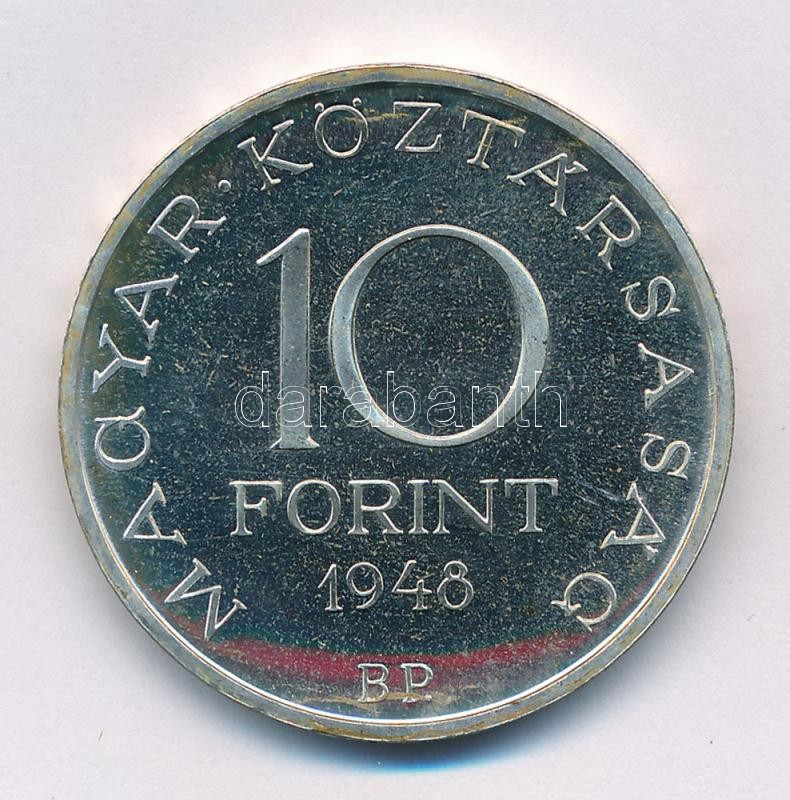 MAGYAR · KÖZTÁRSASÁG
10
darabanth
FORINT
1948
BP.